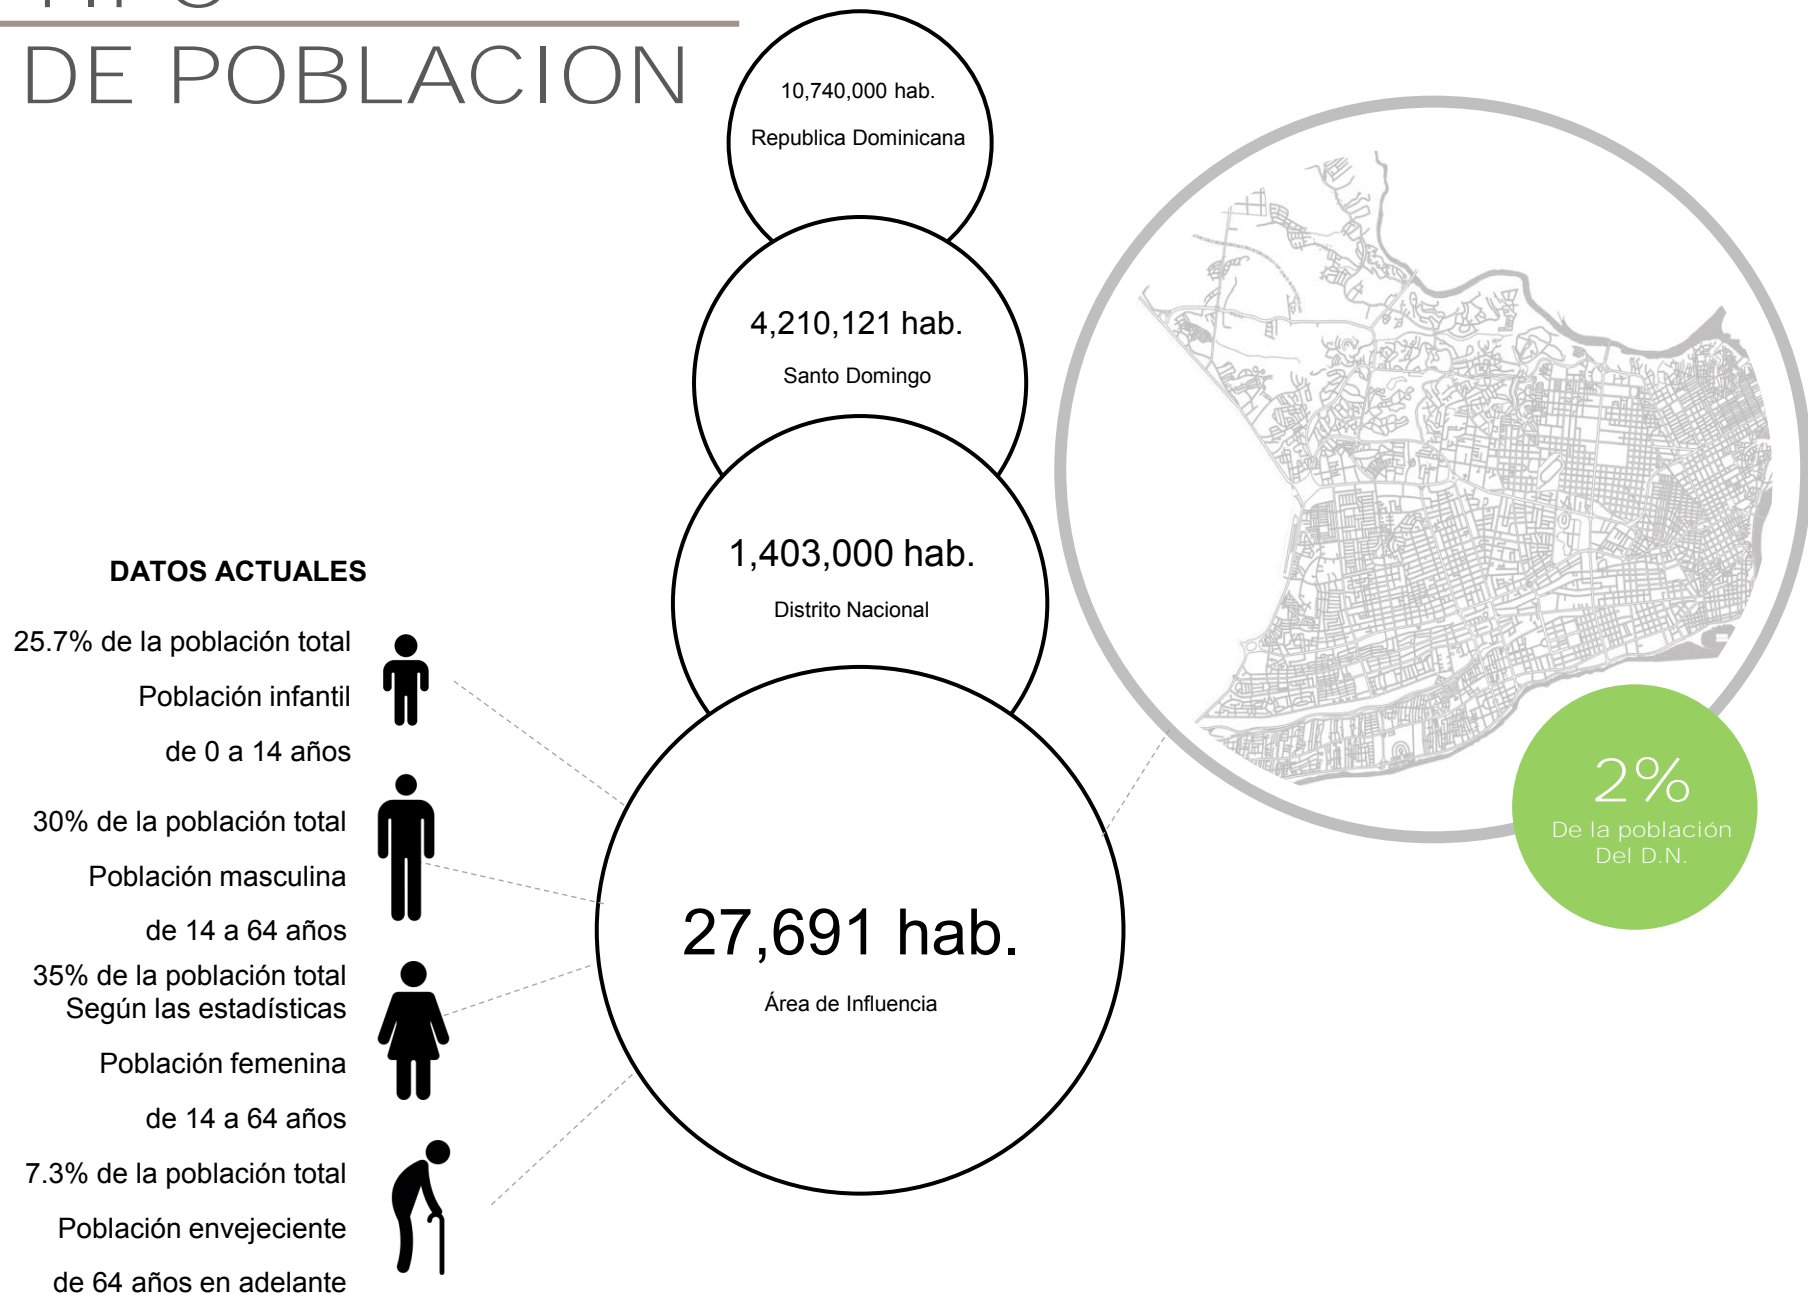 DE POBLACION
10,740,000 hab.
Republica Dominicana
4,210,121 hab.
Santo Domingo
1,403,000 hab.
Distrito Nacional
27,691 hab.
Área de Influencia
DATOS ACTUALES
25.7% de la población total
Población infantil
de 0 a 14 años
30% de la población total
Población masculina
de 14 a 64 años
35% de la población total
Según las estadísticas
Población femenina
de 14 a 64 años
7.3% de la población total
Población envejeciente
de 64 años en adelante
2%
De la población
Del D.N.